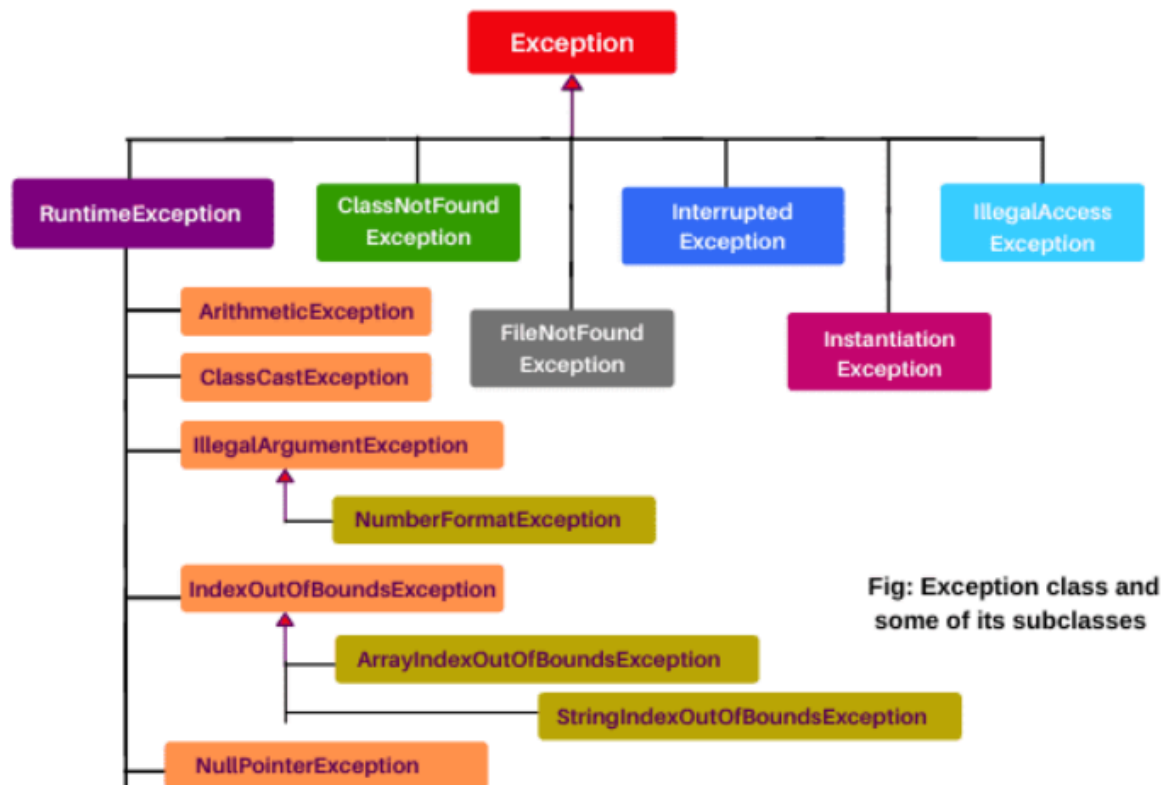 Exception
RuntimeException
ClassNotFound
Exception
Interrupted
Exception
IllegalAccess
Exception
FileNotFound
Exception
Instantiation
Exception
ArithmeticException
ClassCastException
IllegalArgumentException
NumberFormatException
IndexOutOfBoundsException
ArrayIndexOutOfBoundsException
StringIndexOutOfBoundsException
NullPointerException
Fig: Exception class and
some of its subclasses